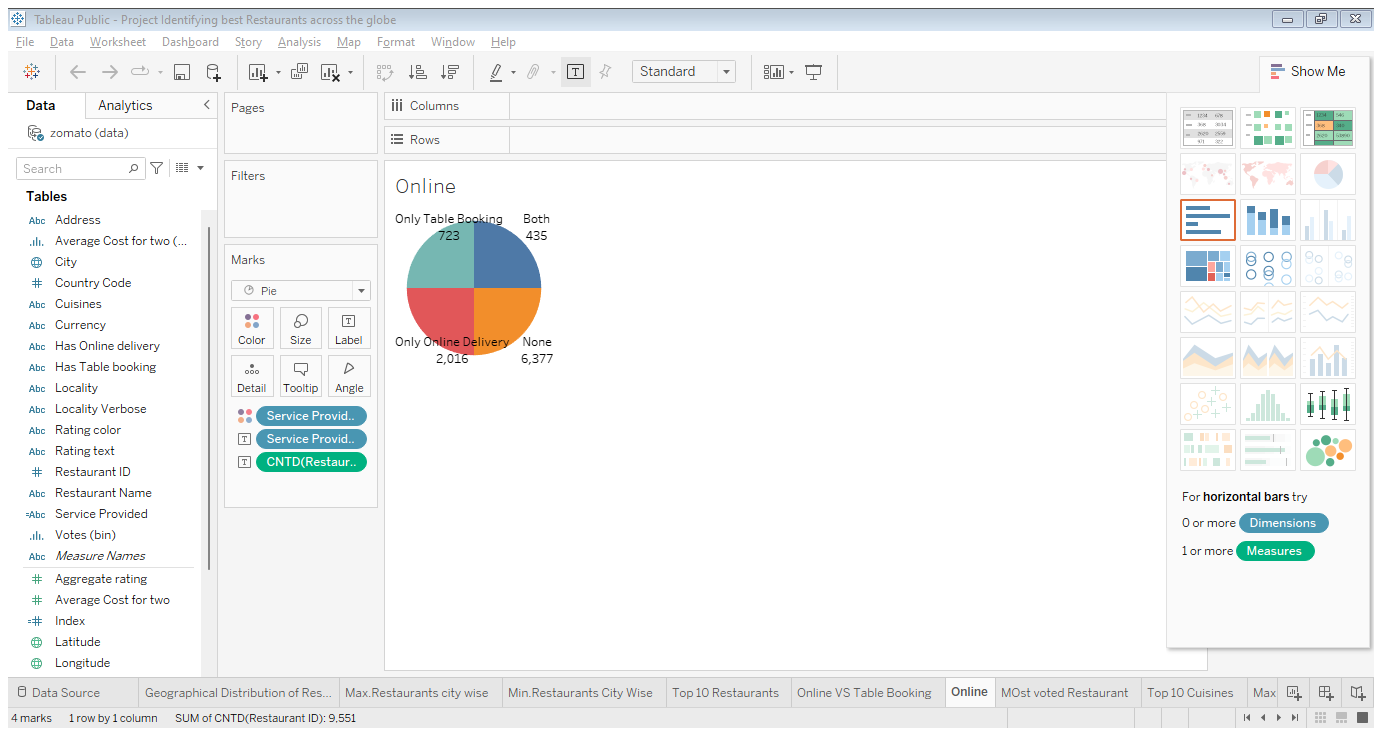 Tableau Public - Project Identifying best Restaurants across the globe
File Data Worksheet Dashboard Story Analysis Map Format Window Help
Standard
Show Me
Data Analytics
zomato (data)
Search
Tables
Abc Address
Average Cost for two (...
City
Country Code
Abc Cuisines
Abc Currency
Abc Has Online delivery
Abc Has Table booking
Abc Locality
Abc Locality Verbose
Abc Rating color
Abc Rating text
Restaurant ID
Abc Restaurant Name
=Abc Service Provided
Votes (bin)
Abc Measure Names
# Aggregate rating
# Average Cost for two
=# Index
Latitude
Longitude
Pages
Filters
Marks
Pie
Color Size Label
Detail Tooltip Angle
Service Provid..
Service Provid..
CNTD(Restaur..
Columns
Rows
Online
Only Table Booking Both
723 435
Only Online Delivery None
2,016 6,377
For horizontal bars try
0 or more Dimensions
1 or more Measures
Data Source Geographical Distribution of Res... Max.Restaurants city wise Min.Restaurants City Wise Top 10 Restaurants Online VS Table Booking Online MOst voted Restaurant Top 10 Cuisines Max
4 marks 1 row by 1 column SUM of CNTD(Restaurant ID): 9,551